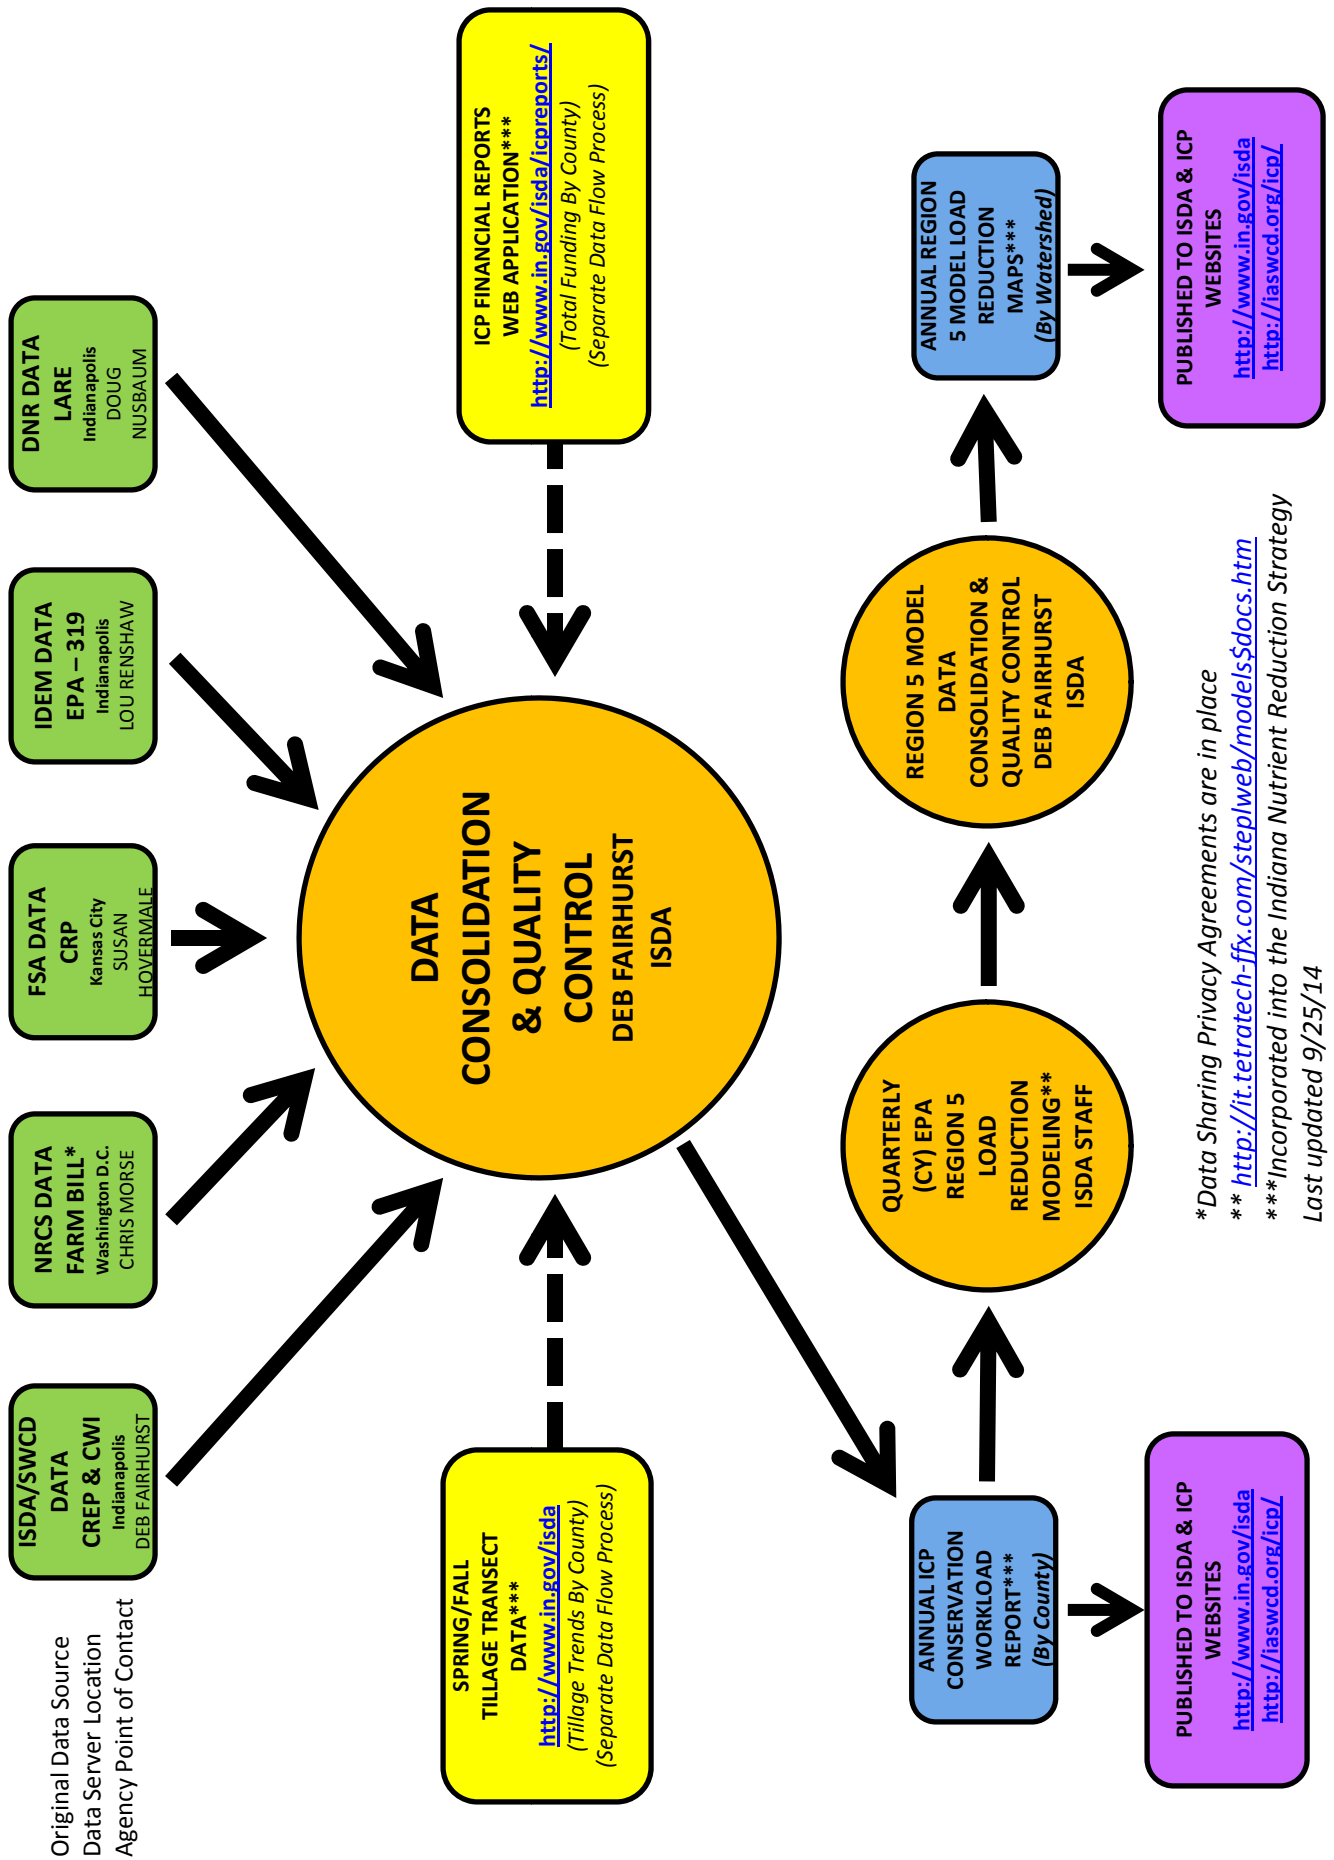 Original Data Source
Data Server Location
Agency Point of Contact
ISDA/SWCD
DATA
CREP & CWI
Indianapolis
DEB FAIRHURST
NRCS DATA
FARM BILL*
Washington D.C.
CHRIS MORSE
FSA DATA
CRP
Kansas City
SUSAN
HOVERMALE
IDEM DATA
EPA – 319
Indianapolis
LOU RENSHAW
DNR DATA
LARE
Indianapolis
DOUG
NUSBAUM
SPRING/FALL
TILLAGE TRANSECT
DATA***
http://www.in.gov/isda
(Tillage Trends By County)
(Separate Data Flow Process)
DATA
CONSOLIDATION
& QUALITY
CONTROL
DEB FAIRHURST
ISDA
ICP FINANCIAL REPORTS
WEB APPLICATION***
http://www.in.gov/isda/icpreports/
(Total Funding By County)
(Separate Data Flow Process)
ANNUAL ICP
CONSERVATION
WORKLOAD
REPORT***
(By County)
QUARTERLY
(CY) EPA
REGION 5
LOAD
REDUCTION
MODELING**
ISDA STAFF
REGION 5 MODEL
DATA
CONSOLIDATION &
QUALITY CONTROL
DEB FAIRHURST
ISDA
ANNUAL REGION
5 MODEL LOAD
REDUCTION
MAPS***
(By Watershed)
PUBLISHED TO ISDA & ICP
WEBSITES
http://www.in.gov/isda
http://iaswcd.org/icp/
*Data Sharing Privacy Agreements are in place
** http://it.tetratech-ffx.com/steplweb/models$docs.htm
***Incorporated into the Indiana Nutrient Reduction Strategy
Last updated 9/25/14
PUBLISHED TO ISDA & ICP
WEBSITES
http://www.in.gov/isda
http://iaswcd.org/icp/